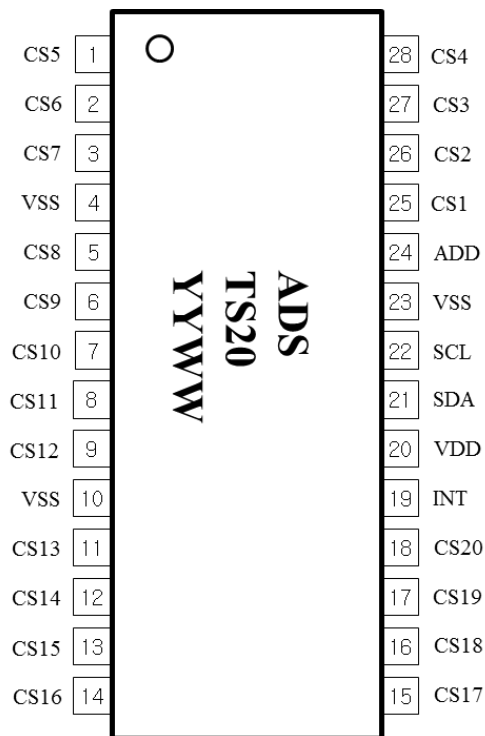 CS5 1 28 CS4
CS6 2 27 CS3
CS7 3 26 CS2
VSS 4 25 CS1
CS8 5 24 ADD
CS9 6 23 VSS
CS10 7 22 SCL
CS11 8 21 SDA
CS12 9 20 VDD
VSS 10 19 INT
CS13 11 18 CS20
CS14 12 17 CS19
CS15 13 16 CS18
CS16 14 15 CS17
ADS
TS20
YYWW